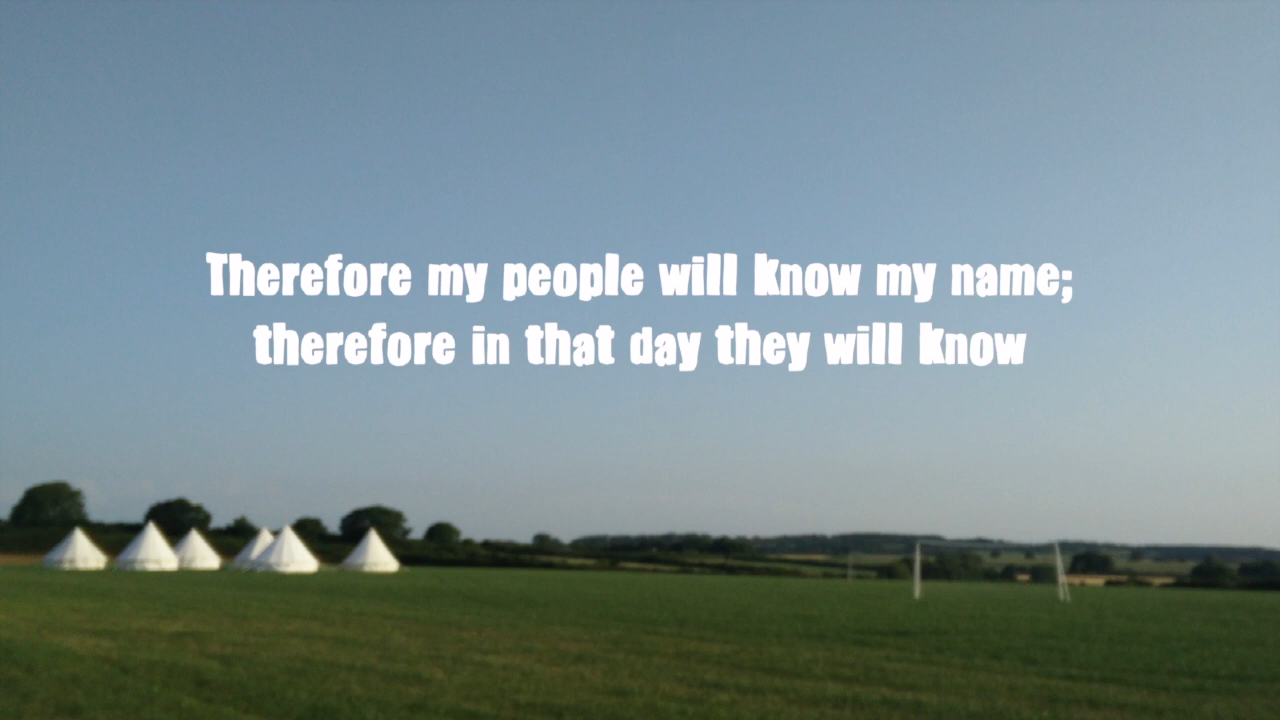 Therefore my people will know my name;
therefore in that day they will know